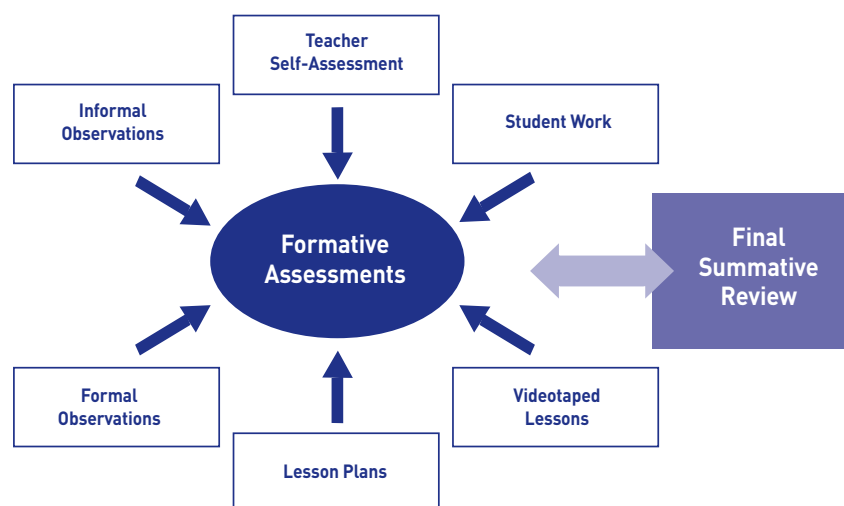 Teacher
Self-Assessment
Informal
Observations
Student Work
Formative
Assessments
Final
Summative
Review
Formal
Observations
Videotaped
Lessons
Lesson Plans